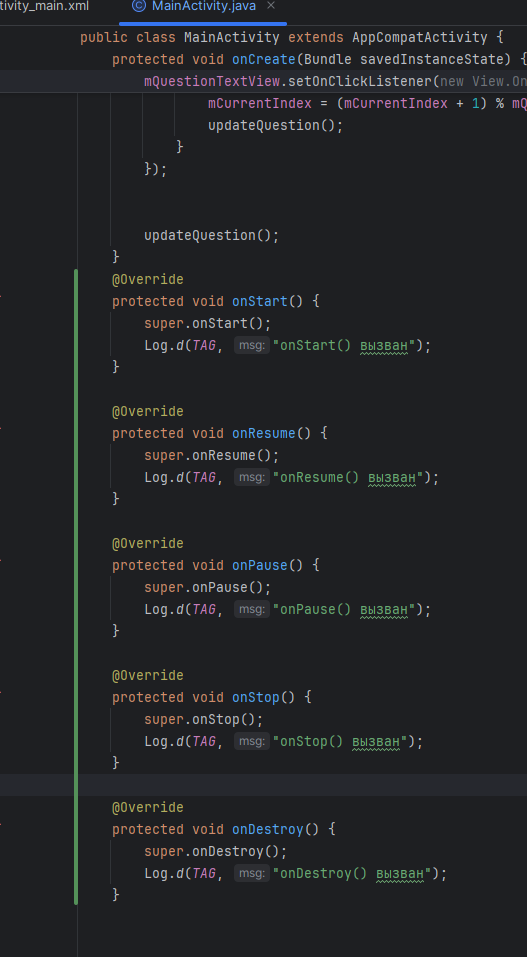 tivity_main.xml
MainActivity.java
public class MainActivity extends AppCompatActivity {
protected void onCreate(Bundle savedInstanceState) {
mQuestionTextView.setOnClickListener(new View.On
mCurrentIndex = (mCurrentIndex + 1) % mQ
updateQuestion();
}
});
updateQuestion();
}
@Override
protected void onStart() {
super.onStart();
Log.d(TAG, msg: "onStart() вызван");
}
@Override
protected void onResume() {
super.onResume();
Log.d(TAG, msg: "onResume() вызван");
}
@Override
protected void onPause() {
super.onPause();
Log.d(TAG, msg: "onPause() вызван");
}
@Override
protected void onStop() {
super.onStop();
Log.d(TAG, msg: "onStop() вызван");
}
@Override
protected void onDestroy() {
super.onDestroy();
Log.d(TAG, msg: "onDestroy() вызван");
}